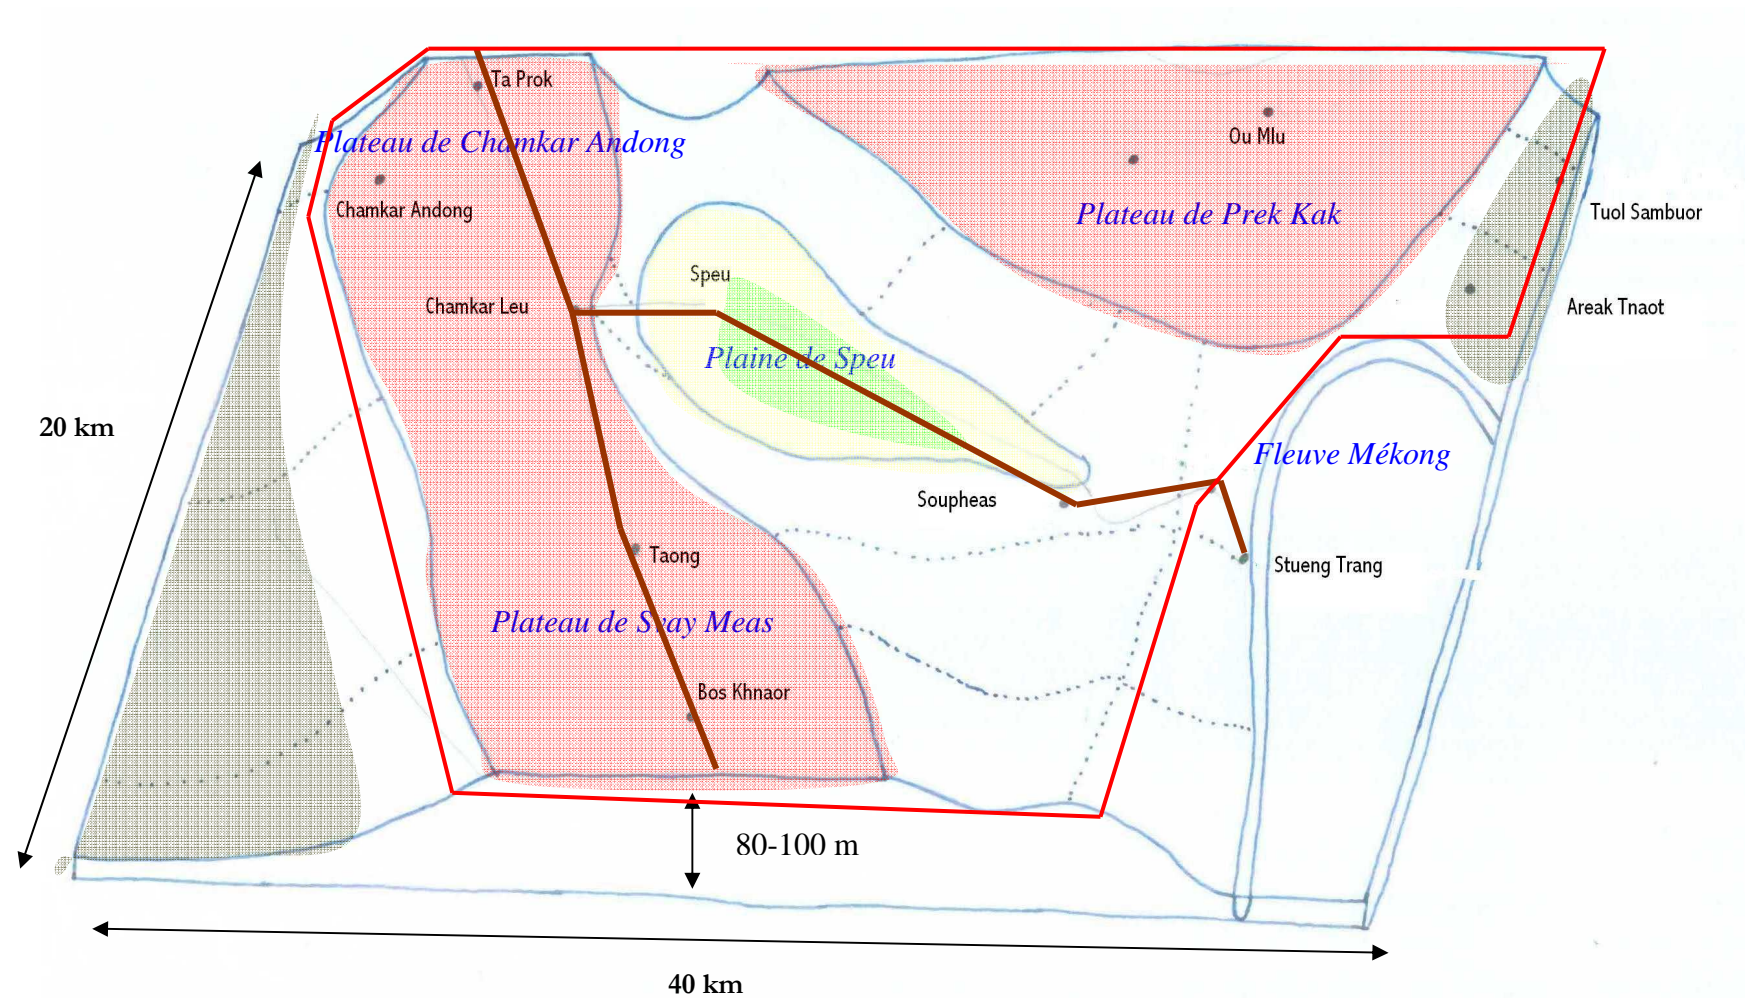 Ta Prok
Plateau de Chamkar Andong
Ou Mlu
Chamkar Andong
Plateau de Prek Kak
Tuol Sambuor
Speu
Chamkar Leu
Areak Tnaot
Plaine de Speu
20 km
Fleuve Mékong
Soupheas
Taong
Stueng Trang
Plateau de Svay Meas
Bos Khnaor
80-100 m
40 km